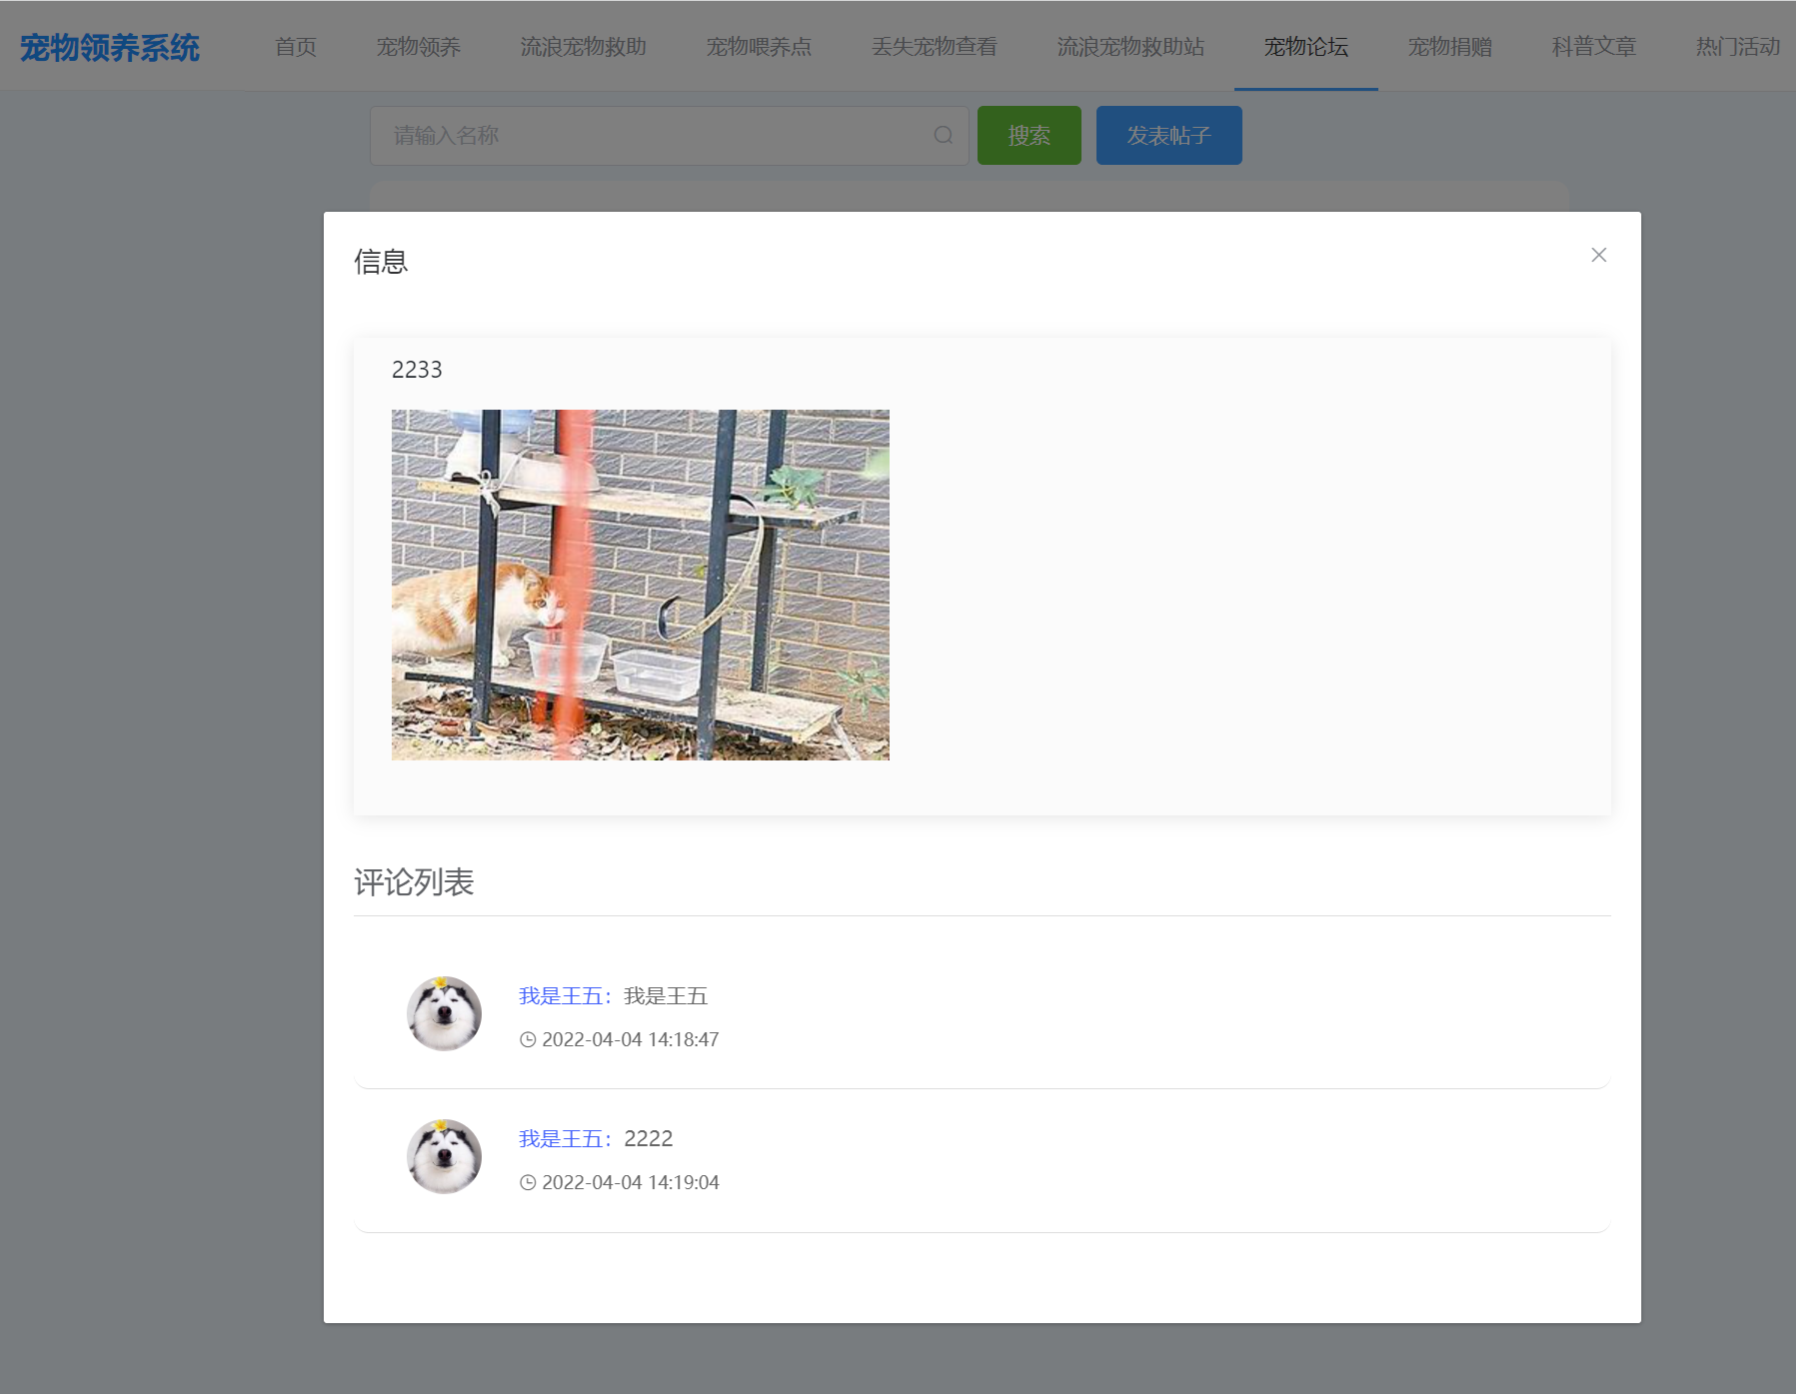 宠物领养系统 首页 宠物领养 流浪宠物救助 宠物喂养点 丢失宠物查看 流浪宠物救助站 宠物论坛 宠物捐赠 科普文章 热门活动
请输入名称 搜索 发表帖子
信息
2233
评论列表
我是王五：我是王五
2022-04-04 14:18:47
我是王五：2222
2022-04-04 14:19:04